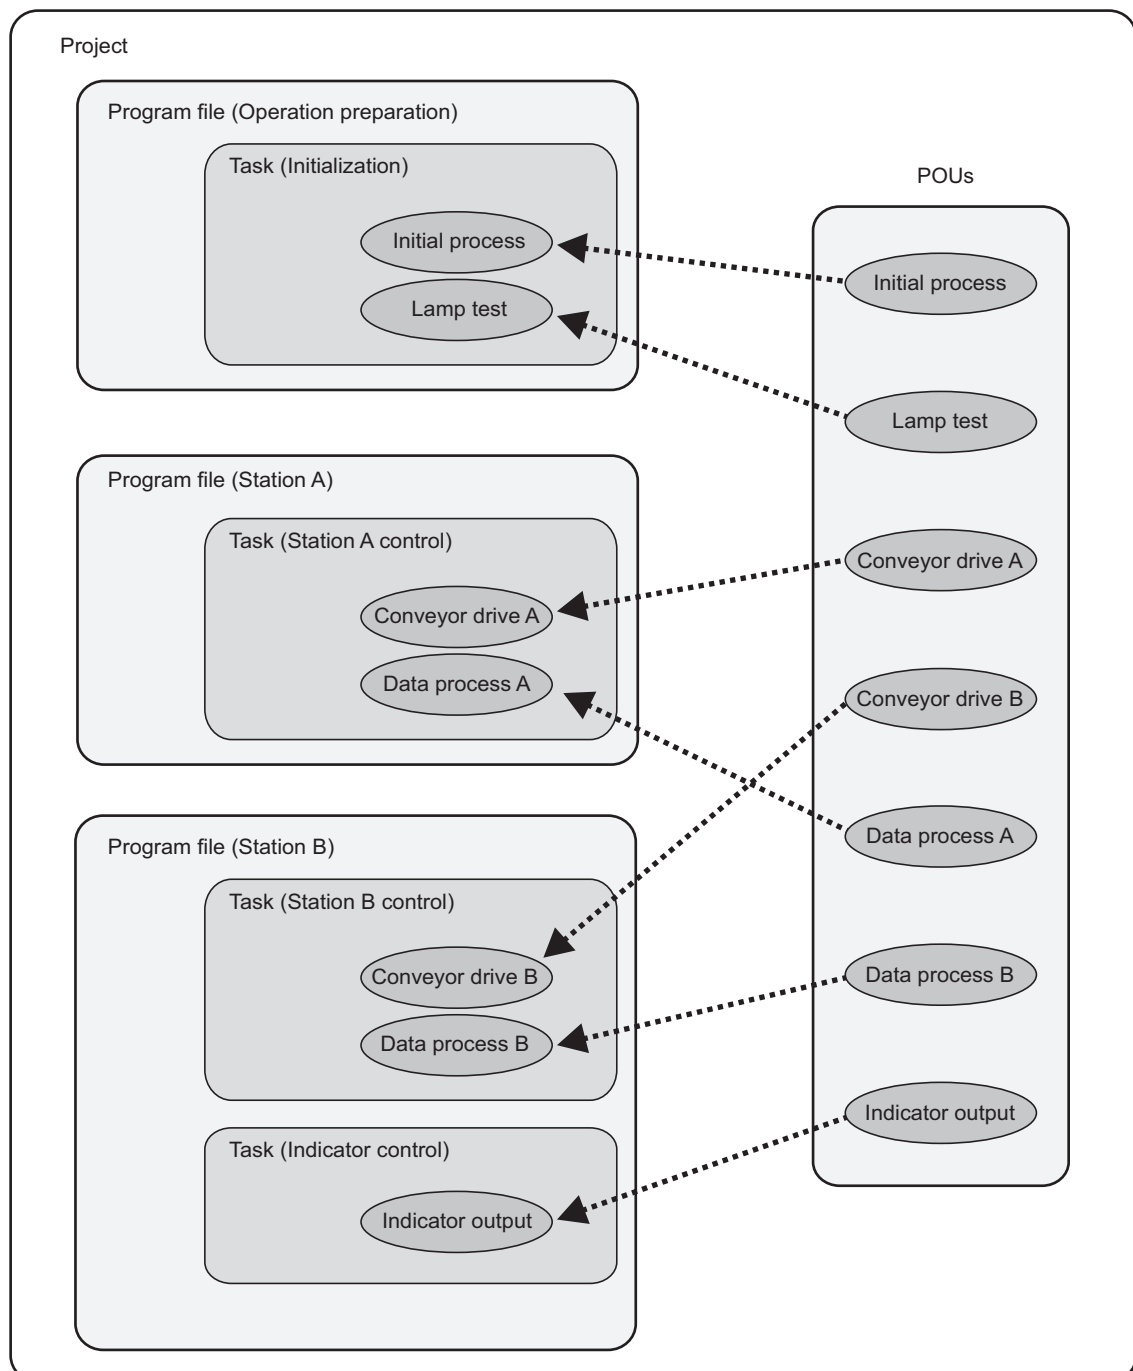 Project
Program file (Operation preparation)
Task (Initialization)
Initial process
Lamp test
Program file (Station A)
Task (Station A control)
Conveyor drive A
Data process A
Program file (Station B)
Task (Station B control)
Conveyor drive B
Data process B
Task (Indicator control)
Indicator output
POUs
Initial process
Lamp test
Conveyor drive A
Conveyor drive B
Data process A
Data process B
Indicator output